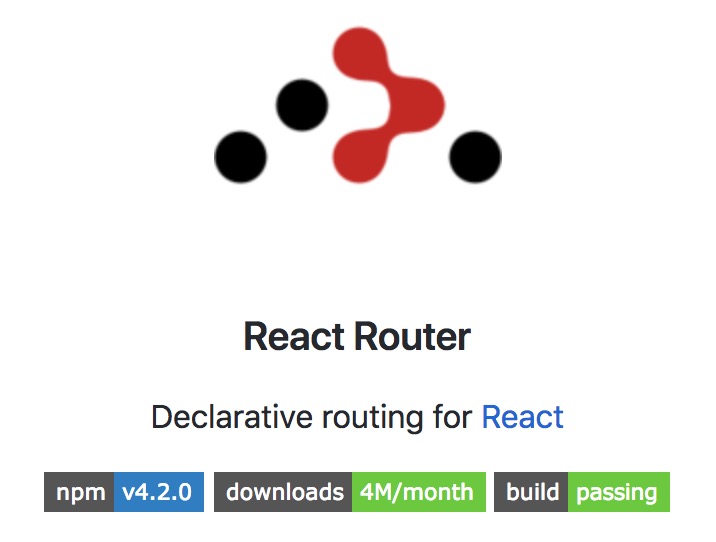 React Router
Declarative routing for React
npm v4.2.0 downloads 4M/month build passing